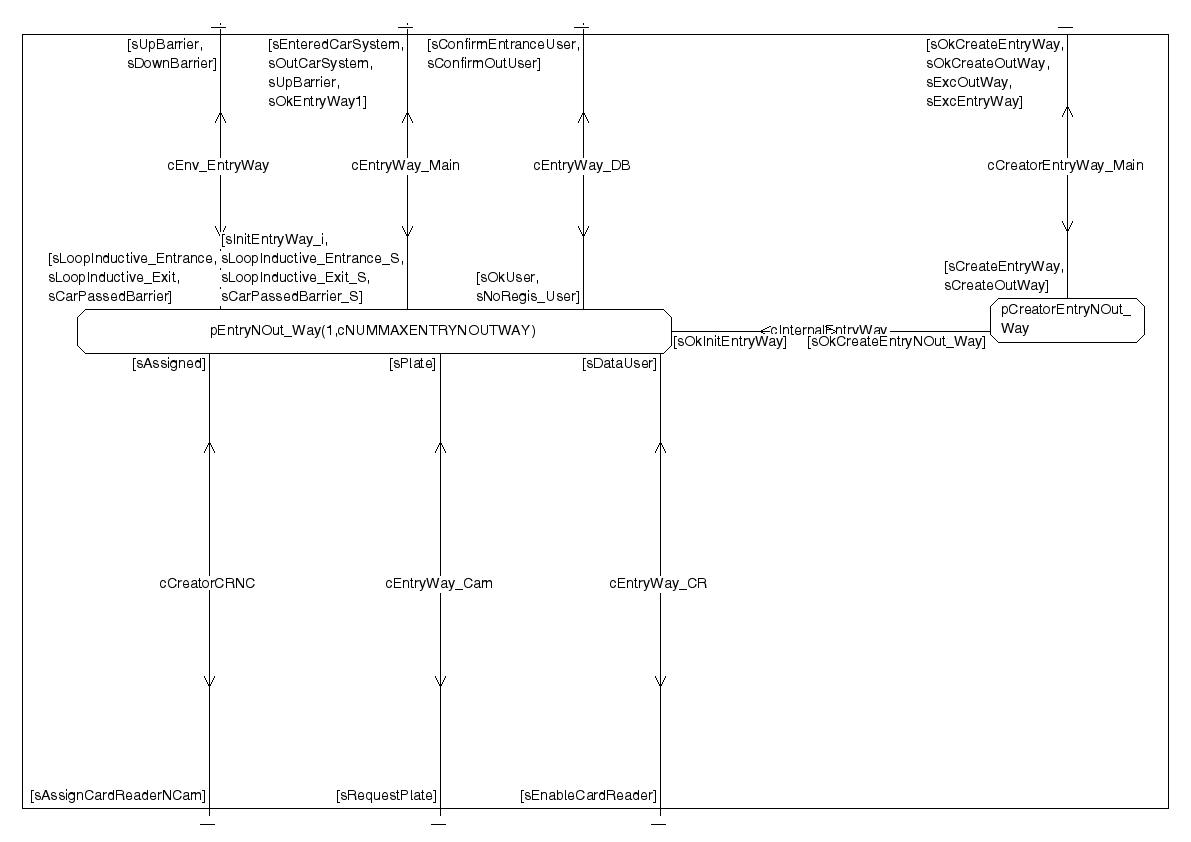 [sUpBarrier,
sDownBarrier]
[sEnteredCarSystem,
sOutCarSystem,
sUpBarrier,
sOkEntryWay1]
[sConfirmEntranceUser,
sConfirmOutUser]
[sOkCreateEntryWay,
sOkCreateOutWay,
sExcOutWay,
sExcEntryWay]
cEnv_EntryWay
cEntryWay_Main
cEntryWay_DB
cCreatorEntryWay_Main
[sLoopInductive_Entrance,
sLoopInductive_Exit,
sCarPassedBarrier]
[sInitEntryWay_i,
sLoopInductive_Entrance_S,
sLoopInductive_Exit_S,
sCarPassedBarrier_S]
[sOkUser,
sNoRegis_User]
[sCreateEntryWay,
sCreateOutWay]
pEntryNOut_Way(1,cNUMMAXENTRYNOUTWAY)
cInternalEntryWay
[sOkInitEntryWay]
[sOkCreateEntryNOut_Way]
pCreatorEntryNOut_
Way
[sAssigned]
[sPlate]
[sDataUser]
cCreatorCRNC
cEntryWay_Cam
cEntryWay_CR
[sAssignCardReaderNCam]
[sRequestPlate]
[sEnableCardReader]